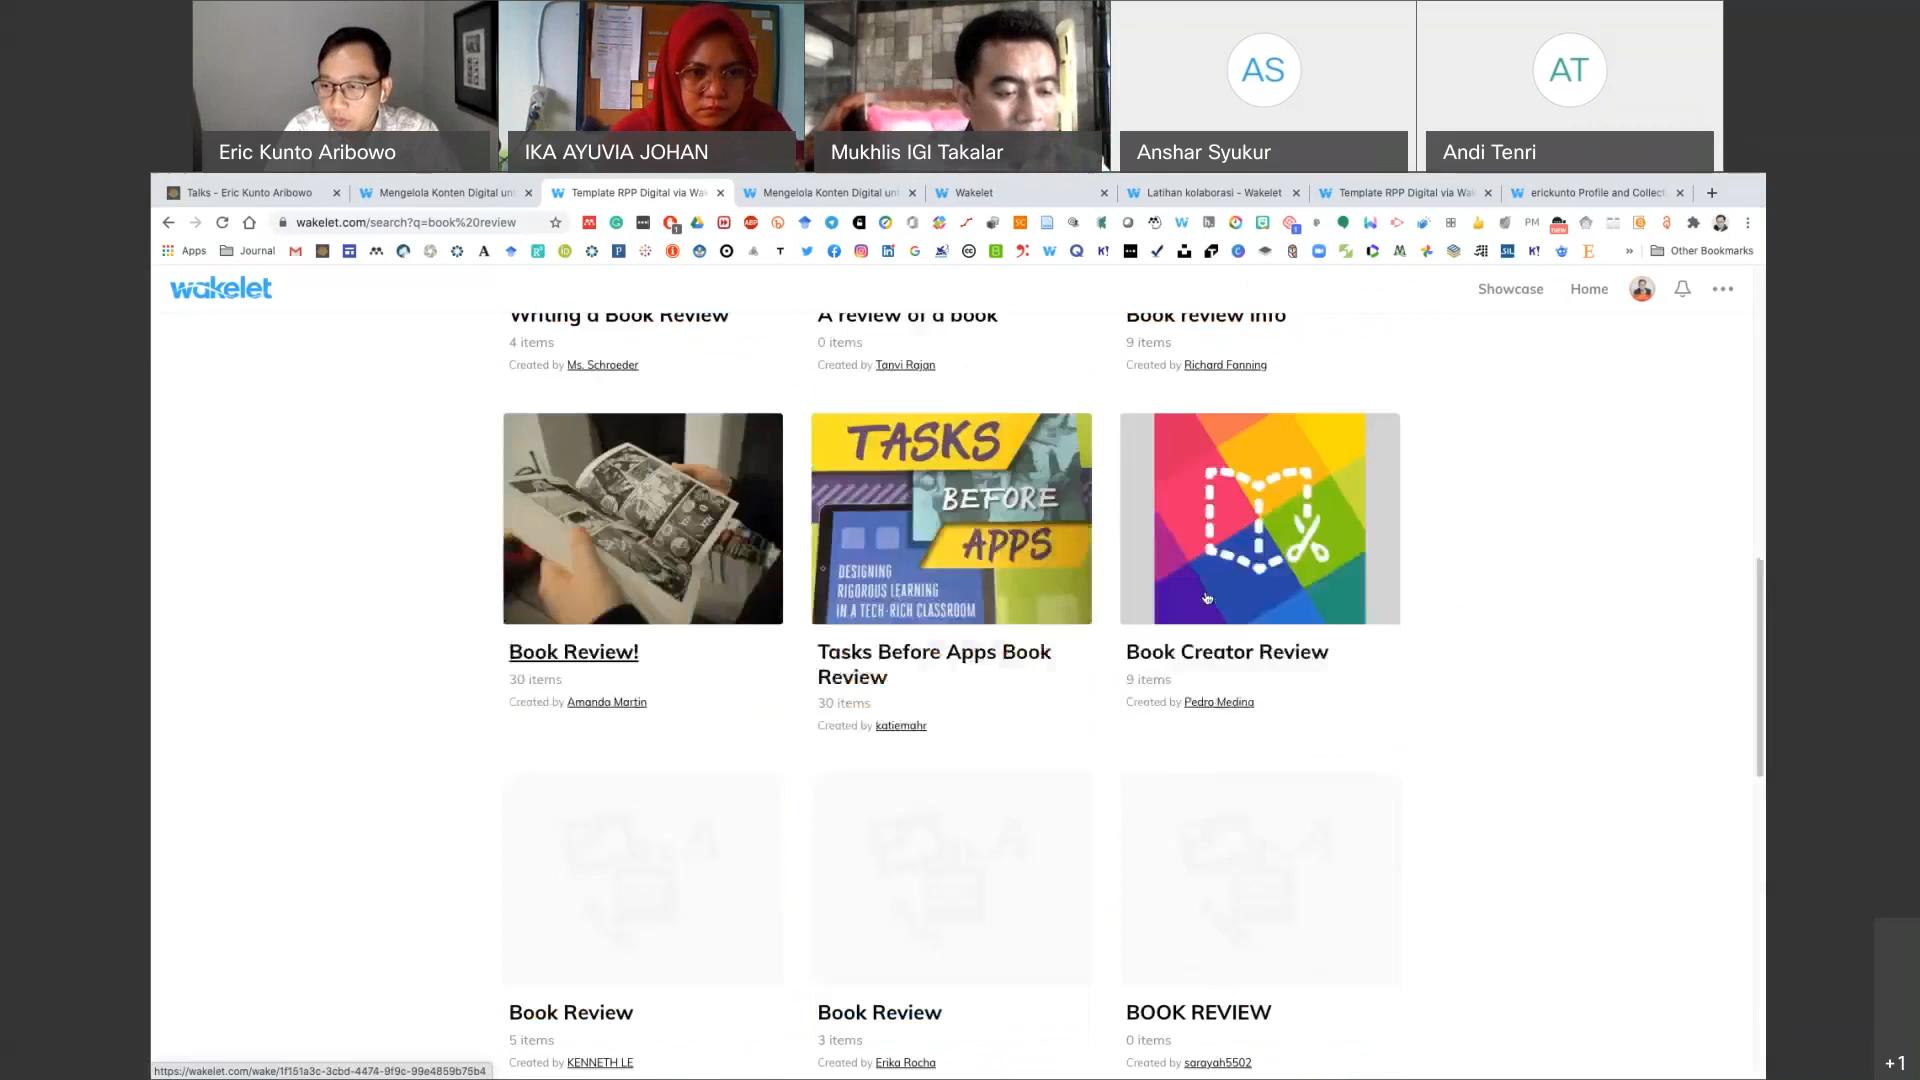 AS
AT
Eric Kunto Aribowo
IKA AYUVIA JOHAN
Mukhlis IGI Takalar
Anshar Syukur
Andi Tenri
Talks - Eric Kunto Aribowo
Mengelola Konten Digital un
Template RPP Digital via Wa
Mengelola Konten Digital un
Wakelet
Latihan kolaborasi - Wakelet
Template RPP Digital via Wa
erickunto Profile and Collect
wakelet.com/search?q=book%20review
Apps
Journal
Other Bookmarks
wakelet
Showcase
Home
Writing a Book Review
A review of a book
Book review info
4 items
0 items
9 items
Created by Ms. Schroeder
Created by Tanvi Rajan
Created by Richard Fanning
TASKS
BEFORE
APPS
DESIGNING
RIGOROUS LEARNING
IN A TECH-RICH CLASSROOM
Book Review!
30 items
Created by Amanda Martin
Tasks Before Apps Book
Review
30 items
Created by katiemahr
Book Creator Review
9 items
Created by Pedro Medina
Book Review
5 items
Created by KENNETH LE
Book Review
3 items
Created by Erika Rocha
BOOK REVIEW
0 items
Created by sarayah5502
https://wakelet.com/wake/1f151a3c-3cbd-4474-9f9c-99e4859b75b4
+1